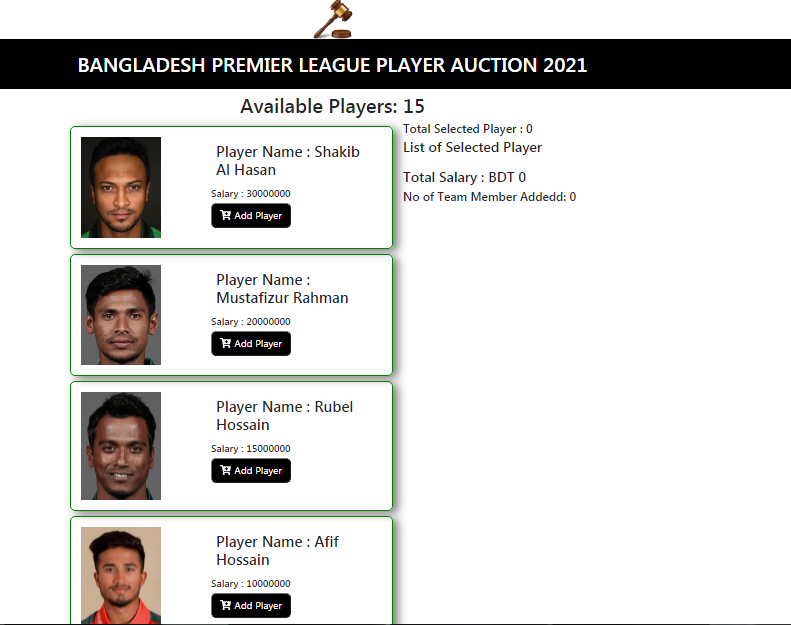 BANGLADESH PREMIER LEAGUE PLAYER AUCTION 2021
Available Players: 15
Player Name : Shakib
Al Hasan
Salary : 30000000
Add Player
Player Name :
Mustafizur Rahman
Salary : 20000000
Add Player
Player Name : Rubel
Hossain
Salary : 15000000
Add Player
Player Name : Afif
Hossain
Salary : 10000000
Add Player
Total Selected Player : 0
List of Selected Player
Total Salary : BDT 0
No of Team Member Addedd: 0